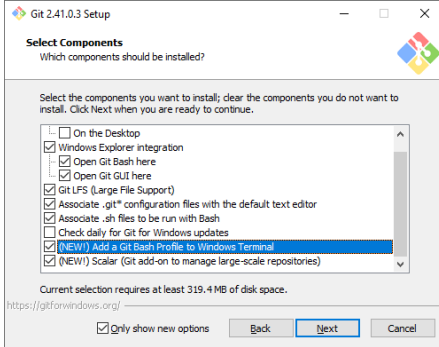 Git 2.41.0.3 Setup
Select Components
Which components should be installed?
Select the components you want to install; clear the components you do not want to
install. Click Next when you are ready to continue.
On the Desktop
Windows Explorer integration
Open Git Bash here
Open Git GUI here
Git LFS (Large File Support)
Associate .git* configuration files with the default text editor
Associate .sh files to be run with Bash
Check daily for Git for Windows updates
(NEW!) Add a Git Bash Profile to Windows Terminal
(NEW!) Scalar (Git add-on to manage large-scale repositories)
Current selection requires at least 319.4 MB of disk space.
https://gitforwindows.org/
Only show new options Back Next Cancel